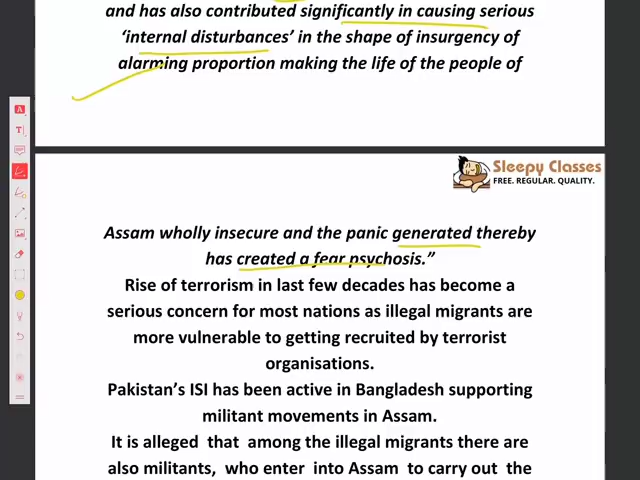 and has also contributed significantly in causing serious
‘internal disturbances’ in the shape of insurgency of
alarming proportion making the life of the people of
Sleepy Classes
FREE. REGULAR. QUALITY.
Assam wholly insecure and the panic generated thereby
has created a fear psychosis.”
Rise of terrorism in last few decades has become a
serious concern for most nations as illegal migrants are
more vulnerable to getting recruited by terrorist
organisations.
Pakistan’s ISI has been active in Bangladesh supporting
militant movements in Assam.
It is alleged that among the illegal migrants there are
also militants, who enter into Assam to carry out the